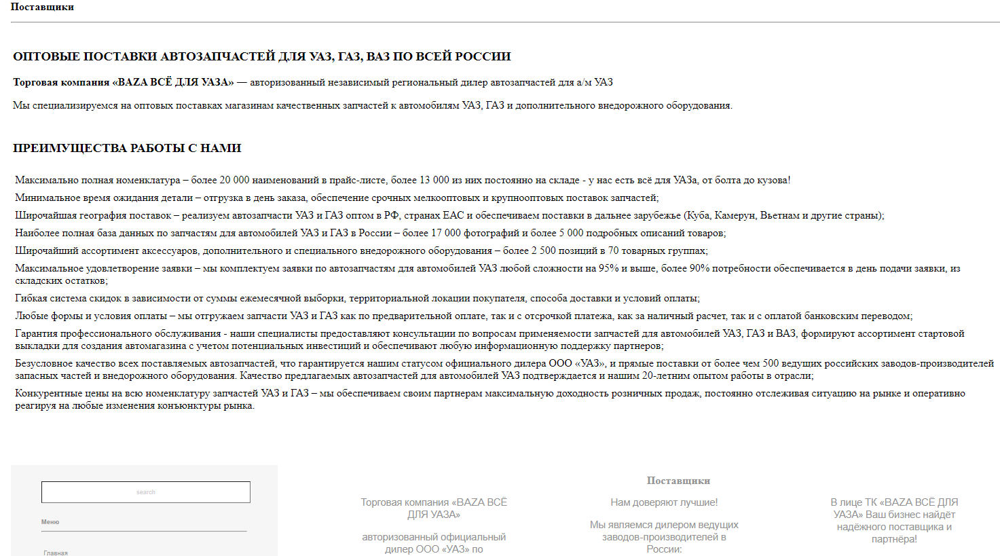 Поставщики
ОПТОВЫЕ ПОСТАВКИ АВТОЗАПЧАСТЕЙ ДЛЯ УАЗ, ГАЗ, ВАЗ ПО ВСЕЙ РОССИИ
Торговая компания «BAZA ВСЁ ДЛЯ УАЗА» — авторизованный независимый региональный дилер автозапчастей для а/м УАЗ
Мы специализируемся на оптовых поставках магазинам качественных запчастей к автомобилям УАЗ, ГАЗ и дополнительного внедорожного оборудования.
ПРЕИМУЩЕСТВА РАБОТЫ С НАМИ
Максимально полная номенклатура – более 20 000 наименований в прайс-листе, более 13 000 из них постоянно на складе - у нас есть всё для УАЗа, от болта до кузова!
Минимальное время ожидания детали – отгрузка в день заказа, обеспечение срочных мелкооптовых и крупнооптовых поставок запчастей;
Широчайшая география поставок – реализуем автозапчасти УАЗ и ГАЗ оптом в РФ, странах ЕАС и обеспечиваем поставки в дальнее зарубежье (Куба, Камерун, Вьетнам и другие страны);
Наиболее полная база данных по запчастям для автомобилей УАЗ и ГАЗ в России – более 17 000 фотографий и более 5 000 подробных описаний товаров;
Широчайший ассортимент аксессуаров, дополнительного и специального внедорожного оборудования – более 2 500 позиций в 70 товарных группах;
Максимальное удовлетворение заявки – мы комплектуем заявки по автозапчастям для автомобилей УАЗ любой сложности на 95% и выше, более 90% потребности обеспечивается в день подачи заявки, из
складских остатков;
Гибкая система скидок в зависимости от суммы ежемесячной выборки, территориальной локации покупателя, способа доставки и условий оплаты;
Любые формы и условия оплаты – мы отгружаем запчасти УАЗ и ГАЗ как по предварительной оплате, так и с отсрочкой платежа, как за наличный расчет, так и с оплатой банковским переводом;
Гарантия профессионального обслуживания - наши специалисты предоставляют консультации по вопросам применяемости запчастей для автомобилей УАЗ, ГАЗ и ВАЗ, формируют ассортимент стартовой
выкладки для создания автомагазина с учетом потенциальных инвестиций и обеспечивают любую информационную поддержку партнеров;
Безусловное качество всех поставляемых автозапчастей, что гарантируется нашим статусом официального дилера ООО «УАЗ», и прямые поставки от более чем 500 ведущих российских заводов-производителей
запасных частей и внедорожного оборудования. Качество предлагаемых автозапчастей для автомобилей УАЗ подтверждается и нашим 20-летним опытом работы в отрасли;
Конкурентные цены на всю номенклатуру запчастей УАЗ и ГАЗ – мы обеспечиваем своим партнерам максимальную доходность розничных продаж, постоянно отслеживая ситуацию на рынке и оперативно
реагируя на любые изменения конъюнктуры рынка.
search
Меню
Главная
Поставщики
Торговая компания «BAZA ВСЁ
ДЛЯ УАЗА»
авторизованный официальный
дилер ООО «УАЗ» по
Нам доверяют лучшие!
Мы являемся дилером ведущих
заводов-производителей в
России:
В лице ТК «BAZA ВСЁ ДЛЯ
УАЗА» Ваш бизнес найдёт
надёжного поставщика и
партнёра!